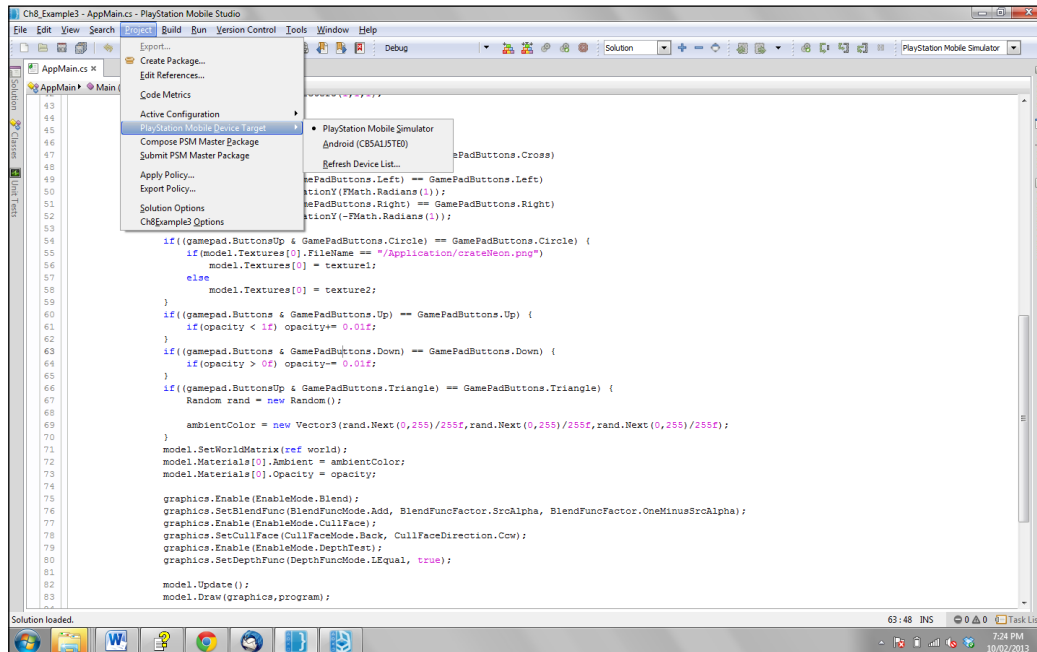 Ch8_Example3 - AppMain.cs - PlayStation Mobile Studio
File Edit View Search Project Build Run Version Control Tools Window Help
Debug Solution PlayStation Mobile Simulator
AppMain.cs ×
AppMain Main
Solution
Classes
Unit Tests
Export...
Create Package...
Edit References...
Code Metrics
Active Configuration
PlayStation Mobile Device Target
Compose PSM Master Package
Submit PSM Master Package
Apply Policy...
Export Policy...
Solution Options
Ch8Example3 Options
PlayStation Mobile Simulator
Android (CB5A1J5TE0)
Refresh Device List...
43
44
45
46
47 ePadButtons.Cross)
48
49 mePadButtons.Left) == GamePadButtons.Left)
50 ationY(FMath.Radians(1));
51 mePadButtons.Right) == GamePadButtons.Right)
52 ationY(-FMath.Radians(1));
53
54 if((gamepad.ButtonsUp & GamePadButtons.Circle) == GamePadButtons.Circle) {
55 if(model.Textures[0].FileName == "/Application/crateNeon.png")
56 model.Textures[0] = texture1;
57 else
58 model.Textures[0] = texture2;
59 }
60 if((gamepad.Buttons & GamePadButtons.Up) == GamePadButtons.Up) {
61 if(opacity < 1f) opacity+= 0.01f;
62 }
63 if((gamepad.Buttons & GamePadButtons.Down) == GamePadButtons.Down) {
64 if(opacity > 0f) opacity-= 0.01f;
65 }
66 if((gamepad.ButtonsUp & GamePadButtons.Triangle) == GamePadButtons.Triangle) {
67 Random rand = new Random();
68
69 ambientColor = new Vector3(rand.Next(0,255)/255f,rand.Next(0,255)/255f,rand.Next(0,255)/255f);
70 }
71 model.SetWorldMatrix(ref world);
72 model.Materials[0].Ambient = ambientColor;
73 model.Materials[0].Opacity = opacity;
74
75 graphics.Enable(EnableMode.Blend);
76 graphics.SetBlendFunc(BlendFuncMode.Add, BlendFuncFactor.SrcAlpha, BlendFuncFactor.OneMinusSrcAlpha);
77 graphics.Enable(EnableMode.CullFace);
78 graphics.SetCullFace(CullFaceMode.Back, CullFaceDirection.Ccw);
79 graphics.Enable(EnableMode.DepthTest);
80 graphics.SetDepthFunc(DepthFuncMode.LEqual, true);
81
82 model.Update();
83 model.Draw(graphics,program);
Solution loaded. 63 : 48 INS 0 0 Task Lis
7:24 PM
10/02/2013